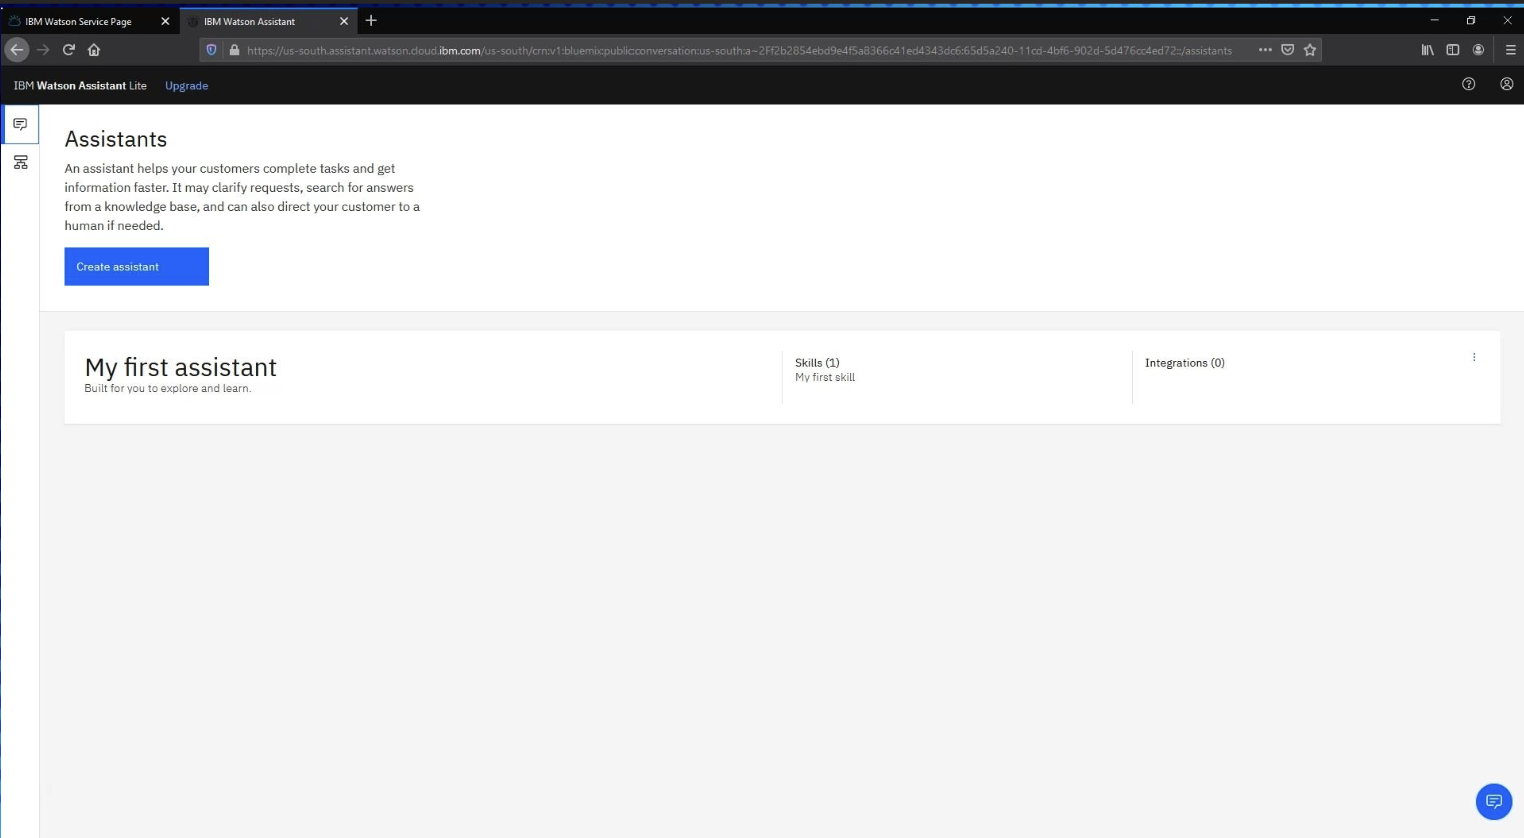 IBM Watson Service Page
IBM Watson Assistant
https://us-south.assistant.watson.cloud.ibm.com/us-south/crn:v1:bluemix:public:conversation:us-south:a~2Ff2b2854ebd9e4f5a8366c41ed4343dc6:65d5a240-11cd-4bf6-902d-5d476cc4ed72::/assistants
IBM Watson Assistant Lite Upgrade
Assistants
An assistant helps your customers complete tasks and get
information faster. It may clarify requests, search for answers
from a knowledge base, and can also direct your customer to a
human if needed.
Create assistant
My first assistant
Built for you to explore and learn.
Skills (1)
My first skill
Integrations (0)